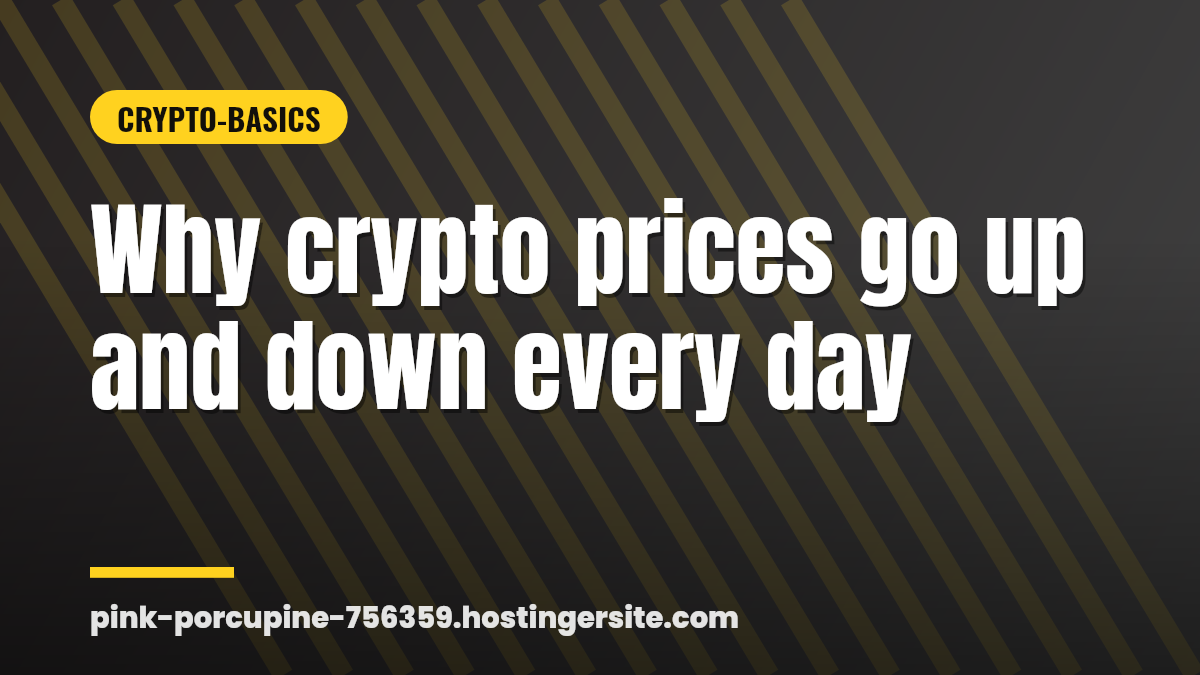 CRYPTO-BASICS
Why crypto prices go up
and down every day
pink-porcupine-756359.hostingersite.com